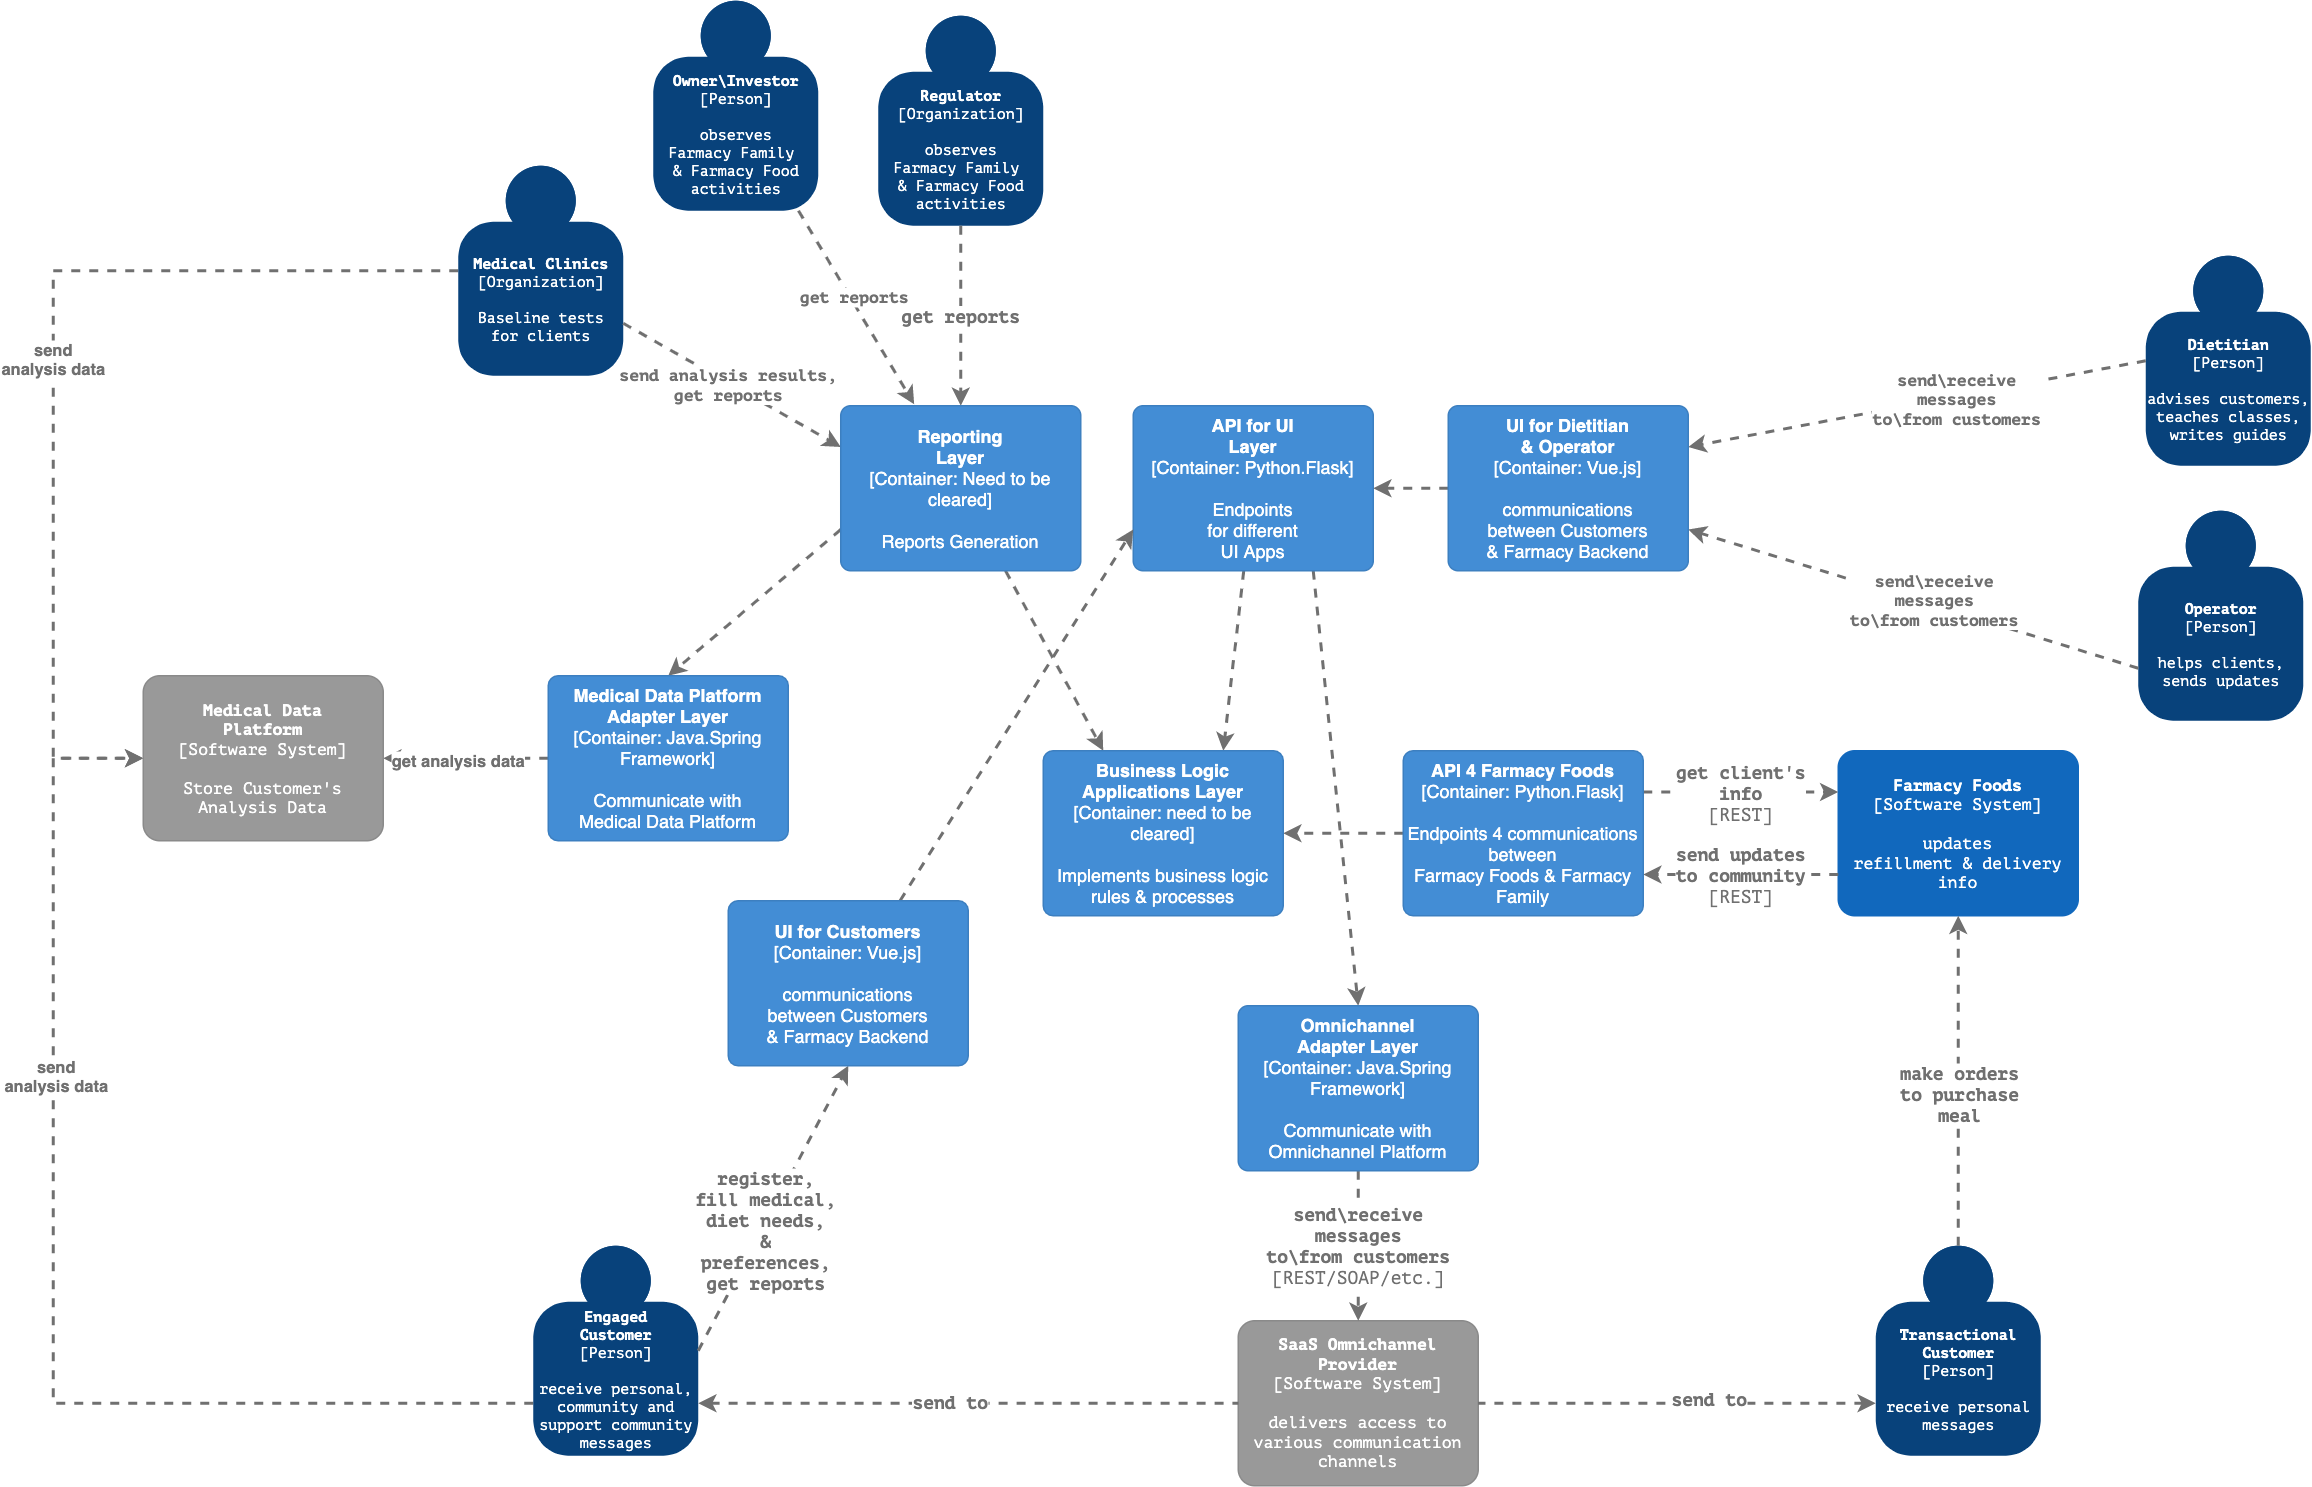 Owner\Investor
[Person]
observes
Farmacy Family
& Farmacy Food
activities
Regulator
[Organization]
observes
Farmacy Family
& Farmacy Food
activities
Medical Clinics
[Organization]
Baseline tests
for clients
Dietitian
[Person]
advises customers,
teaches classes,
writes guides
get reports
get reports
send
analysis data
send analysis results,
get reports
send\receive
messages
to\from customers
Reporting
Layer
[Container: Need to be
cleared]
Reports Generation
API for UI
Layer
[Container: Python.Flask]
Endpoints
for different
UI Apps
UI for Dietitian
& Operator
[Container: Vue.js]
communications
between Customers
& Farmacy Backend
send\receive
messages
to\from customers
Operator
[Person]
helps clients,
sends updates
Medical Data
Platform
[Software System]
Store Customer's
Analysis Data
get analysis data
Medical Data Platform
Adapter Layer
[Container: Java.Spring
Framework]
Communicate with
Medical Data Platform
Business Logic
Applications Layer
[Container: need to be
cleared]
Implements business logic
rules & processes
API 4 Farmacy Foods
[Container: Python.Flask]
Endpoints 4 communications
between
Farmacy Foods & Farmacy
Family
get client's
info
[REST]
send updates
to community
[REST]
Farmacy Foods
[Software System]
updates
refillment & delivery
info
UI for Customers
[Container: Vue.js]
communications
between Customers
& Farmacy Backend
Omnichannel
Adapter Layer
[Container: Java.Spring
Framework]
Communicate with
Omnichannel Platform
send
analysis data
make orders
to purchase
meal
register,
fill medical,
diet needs,
&
preferences,
get reports
send\receive
messages
to\from customers
[REST/SOAP/etc.]
Engaged
Customer
[Person]
receive personal,
community and
support community
messages
send to
SaaS Omnichannel
Provider
[Software System]
delivers access to
various communication
channels
send to
Transactional
Customer
[Person]
receive personal
messages